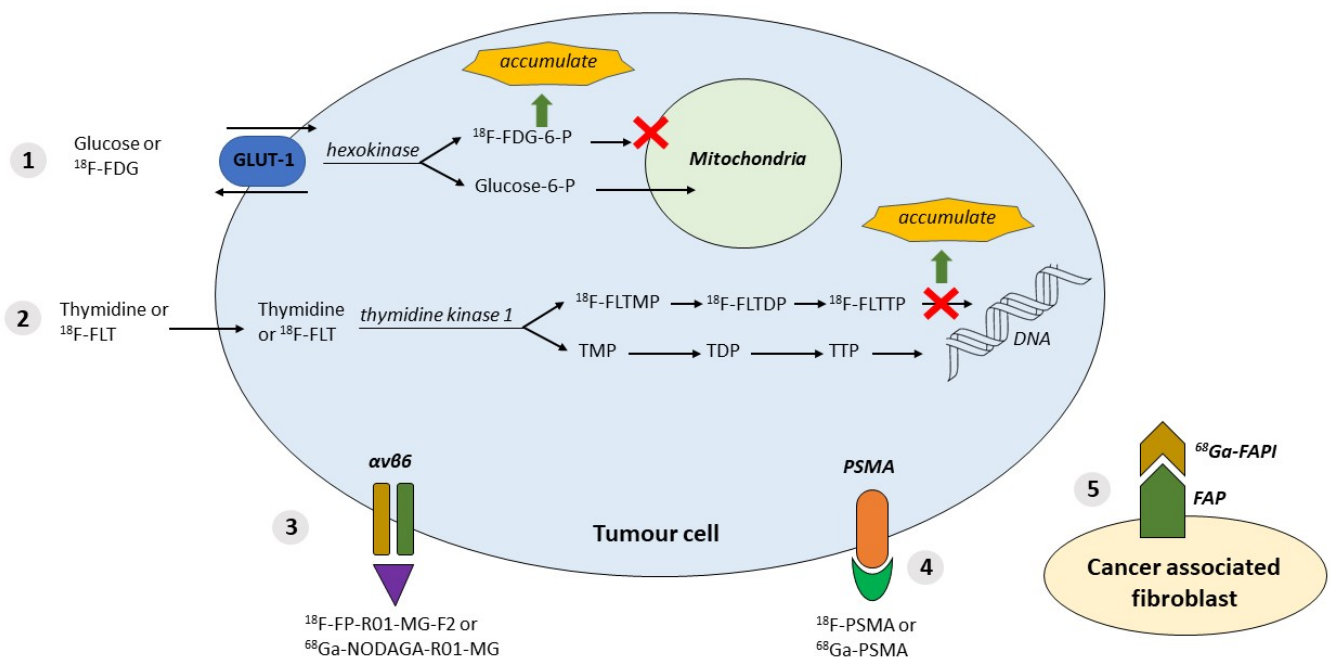 accumulate
1
Glucose or
¹⁸F-FDG
GLUT-1
hexokinase
¹⁸F-FDG-6-P
Glucose-6-P
Mitochondria
accumulate
2
Thymidine or
¹⁸F-FLT
Thymidine
or ¹⁸F-FLT
thymidine kinase 1
¹⁸F-FLTMP
¹⁸F-FLTDP
¹⁸F-FLTTP
TMP
TDP
TTP
DNA
3
αvβ6
¹⁸F-FP-R01-MG-F2 or
⁶⁸Ga-NODAGA-R01-MG
Tumour cell
PSMA
4
¹⁸F-PSMA or
⁶⁸Ga-PSMA
5
⁶⁸Ga-FAPI
FAP
Cancer associated
fibroblast